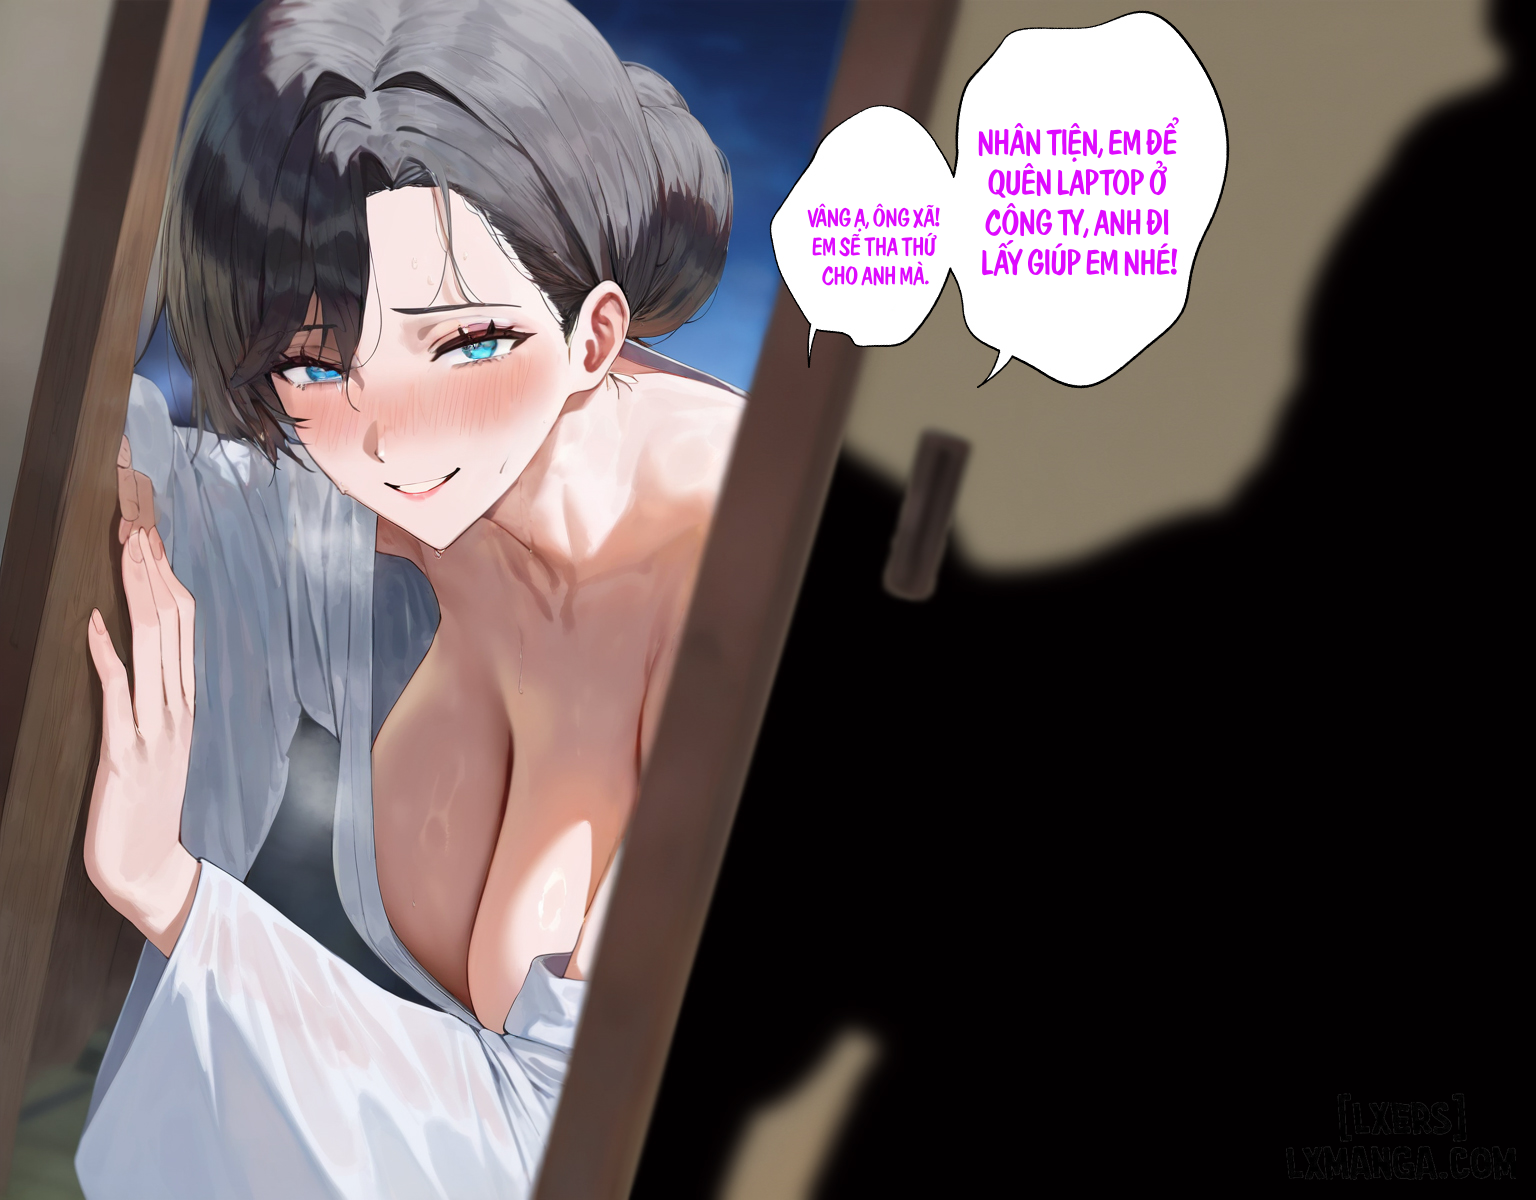 NHÂN TIỆN, EM ĐỂ
QUÊN LAPTOP Ở
CÔNG TY, ANH ĐI
LẤY GIÚP EM NHÉ!
VÂNG Ạ, ÔNG XÃ!
EM SẼ THA THỨ
CHO ANH MÀ.
[LXERS]
LXMANGA.COM